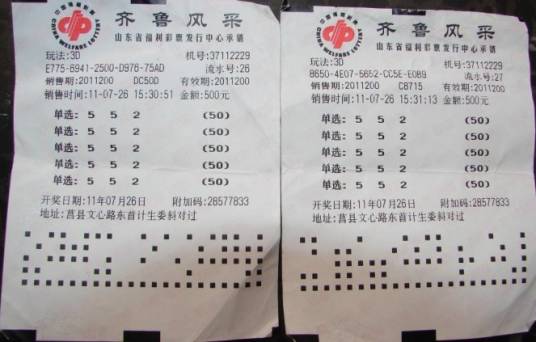 齐鲁风采
山东省福利彩票发行中心承销
玩法:3D 机号:37112229
E775-6941-2500-D976-75AD 流水号:26
销售期:2011200 DC50D 有效期:2011200
销售时间:11-07-26 15:30:51 金额:500元
单选: 5 5 2 (50)
单选: 5 5 2 (50)
单选: 5 5 2 (50)
单选: 5 5 2 (50)
单选: 5 5 2 (50)
开奖日期:11年07月26日 附加码:28577833
地址:莒县文心路东首计生委斜对过
齐鲁风采
山东省福利彩票发行中心承销
玩法:3D 机号:37112229
B650-4E07-5652-CC5E-E0B9 流水号:27
销售期:2011200 C8715 有效期:2011200
销售时间:11-07-26 15:31:13 金额:500元
单选: 5 5 2 (50)
单选: 5 5 2 (50)
单选: 5 5 2 (50)
单选: 5 5 2 (50)
单选: 5 5 2 (50)
开奖日期:11年07月26日 附加码:28577833
地址:莒县文心路东首计生委斜对过